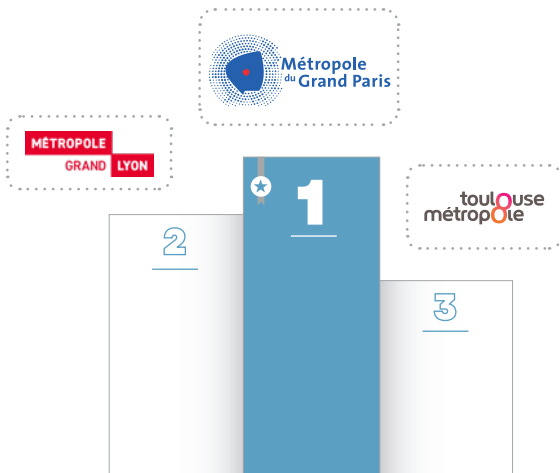 Métropole
du Grand Paris
MÉTROPOLE
GRAND LYON
toulouse
métropole
1
2
3